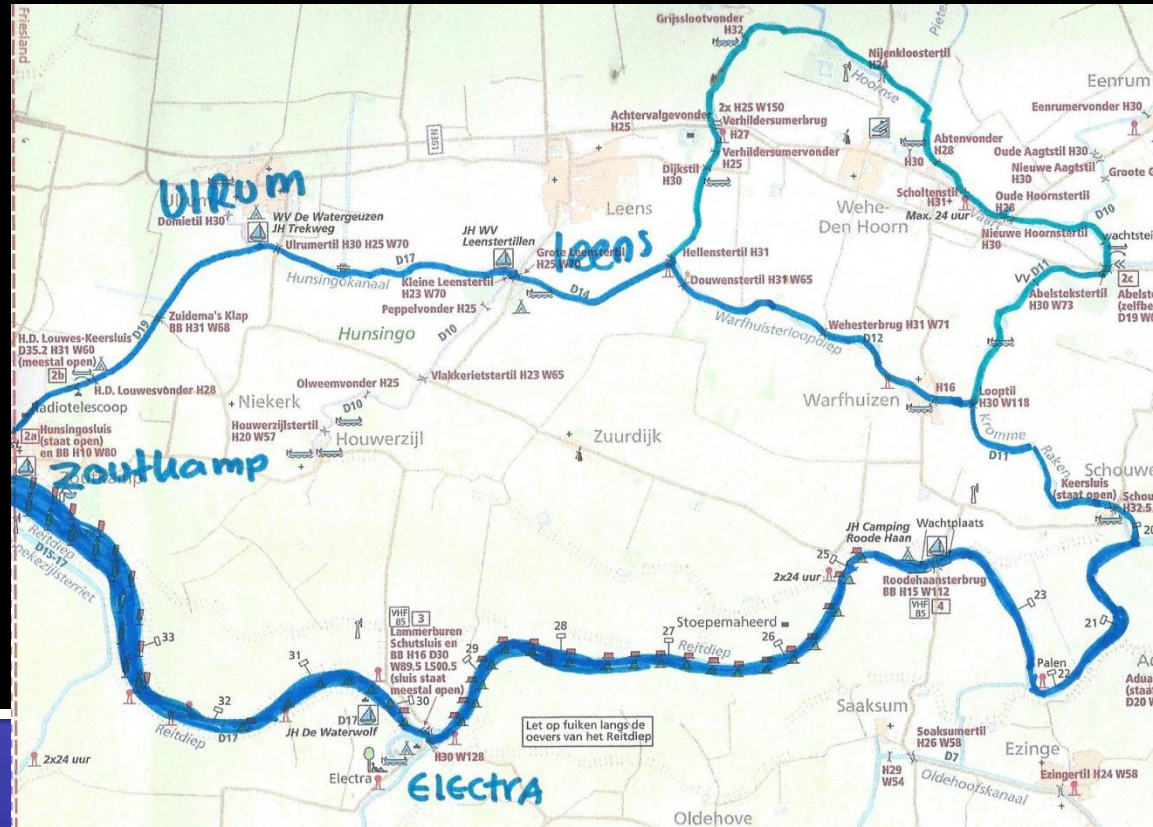 Friesland
Grijsslootvonder
H32
Nijenkloostertil
H24
Hoornse
Eenrum
Eenrumervonder H30
2x H25 W150
Verhildersumerbrug
H27
Achtervalgevonder
H25
Verhildersumervonder
H25
Dijkstil
H30
N361
H30
Abtenvonder
H28
Oude Aagtstil H30
Nieuwe Aagtstil
H30
Scholtenstil
H31
Max. 24 uur
Oude Hoornstertil
H28
D10
Nieuwe Hoornstertil
H30
Leens
Wehe-
Den Hoorn
UlRUM
Ulrum
Domietil H30
WV De Watergeuzen
JH Trekweg
Ulrumertil H30 H25 W70
JH WV
Leenstertillen
leens
Grote Leenstertil
H25 W70
Hellenstertil H31
D11
2c
Abelstokstertil
H30 W73
D17
Hunsingokanaal
Kleine Leenstertil
H23 W70
D14
Douwenstertil H31 W65
Peppelvonder H25
D19
Zuidema's Klap
BB H31 W68
Hunsingo
D10
Warfhuisterloopdiep
Wehesterbrug H31 W71
D12
H.D. Louwes-Keersluis
D35.2 H31 W60
(meestal open)
2b
H.D. Louwesvonder H28
Vlakkerietstertil H23 W65
Olweemvonder H25
D10
H16
Looptil
H30 W118
Radiotelescoop
Niekerk
Warfhuizen
2a
Hunsingosluis
(staat open)
en BB H10 W80
Houwerzijlstertil
H20 W57
Houwerzijl
Zuurdijk
Kromme
D11
Raken
Zoutkamp
Keersluis
(staat open)
Reitdiep
D15-17
JH Camping
Roode Haan
Wachtplaats
25
2x24 uur
Roodehaansterbrug
BB H15 W112
VHF
85
4
20
23
21
VHF
85
3
Lammerburen
Schutsluis en
BB H16 D30
W89.5 L500.5
(sluis staat
meestal open)
28
27
Stoepemaheerd
26
Reitdiep
29
33
31
30
Palen
22
32
Reitdiep
D17
D17
JH De Waterwolf
Let op fuiken langs de
oevers van het Reitdiep
Saaksum
Soaksumertil
H26 W58
D7
Ezinge
2x24 uur
Electra
H30 W128
ElEctRA
H29
W54
Oldehoofskanaal
Ezingertil H24 W58
Oldehove